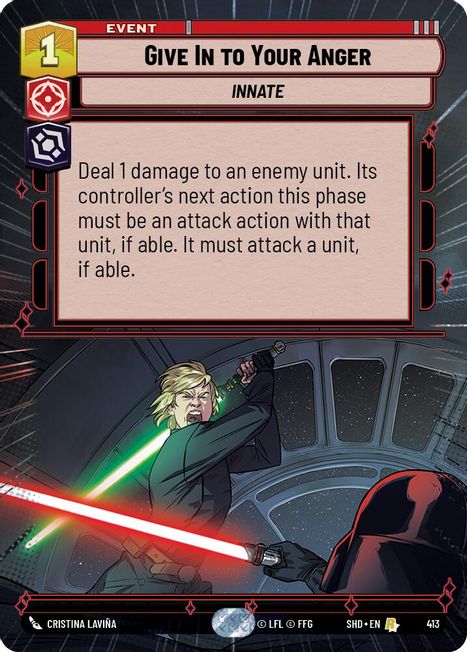 EVENT
1
GIVE IN TO YOUR ANGER
INNATE
Deal 1 damage to an enemy unit. Its
controller's next action this phase
must be an attack action with that
unit, if able. It must attack a unit,
if able.
CRISTINA LAVIÑA
© LFL © FFG
SHD • EN
R
413